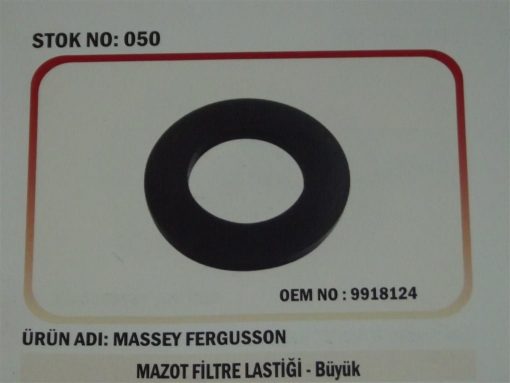 STOK NO: 050
OEM NO : 9918124
ÜRÜN ADI: MASSEY FERGUSSON
MAZOT FİLTRE LASTİĞİ - Büyük